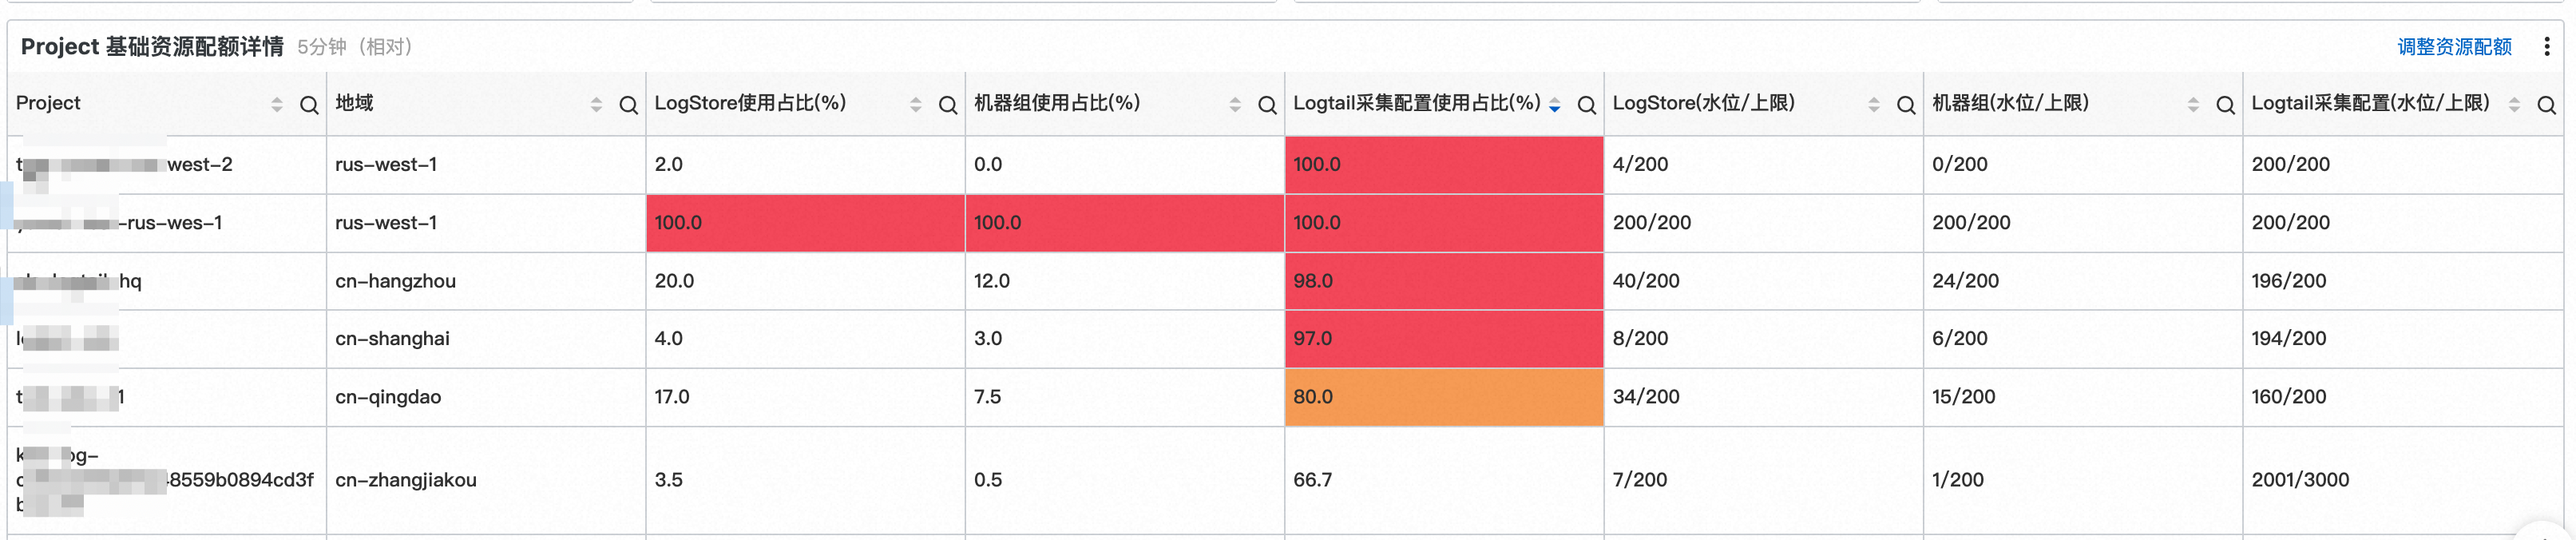 Project 基础资源配额详情 5分钟（相对） 调整资源配额
Project 地域 LogStore使用占比(%) 机器组使用占比(%) Logtail采集配置使用占比(%) LogStore(水位/上限) 机器组(水位/上限) Logtail采集配置(水位/上限)
west-2 rus-west-1 2.0 0.0 100.0 4/200 0/200 200/200
-rus-wes-1 rus-west-1 100.0 100.0 100.0 200/200 200/200 200/200
hq cn-hangzhou 20.0 12.0 98.0 40/200 24/200 196/200
cn-shanghai 4.0 3.0 97.0 8/200 6/200 194/200
1 cn-qingdao 17.0 7.5 80.0 34/200 15/200 160/200
og-
8559b0894cd3f cn-zhangjiakou 3.5 0.5 66.7 7/200 1/200 2001/3000
b